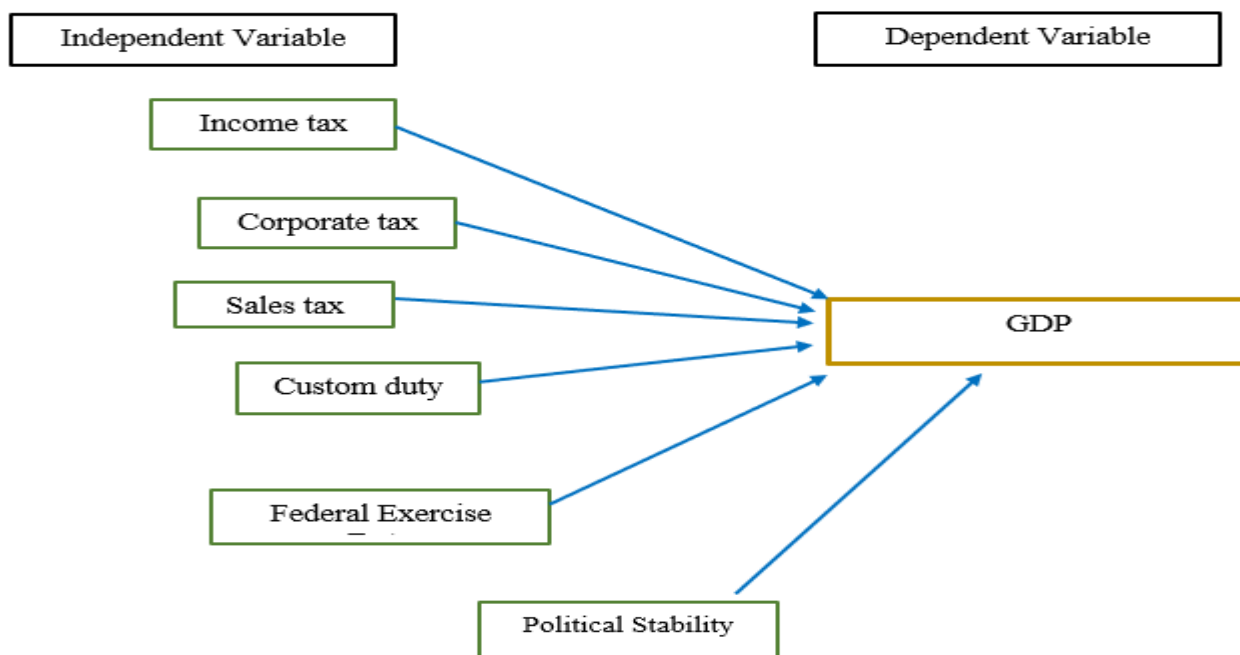 Independent Variable
Dependent Variable
Income tax
Corporate tax
Sales tax
GDP
Custom duty
Federal Exercise
Political Stability